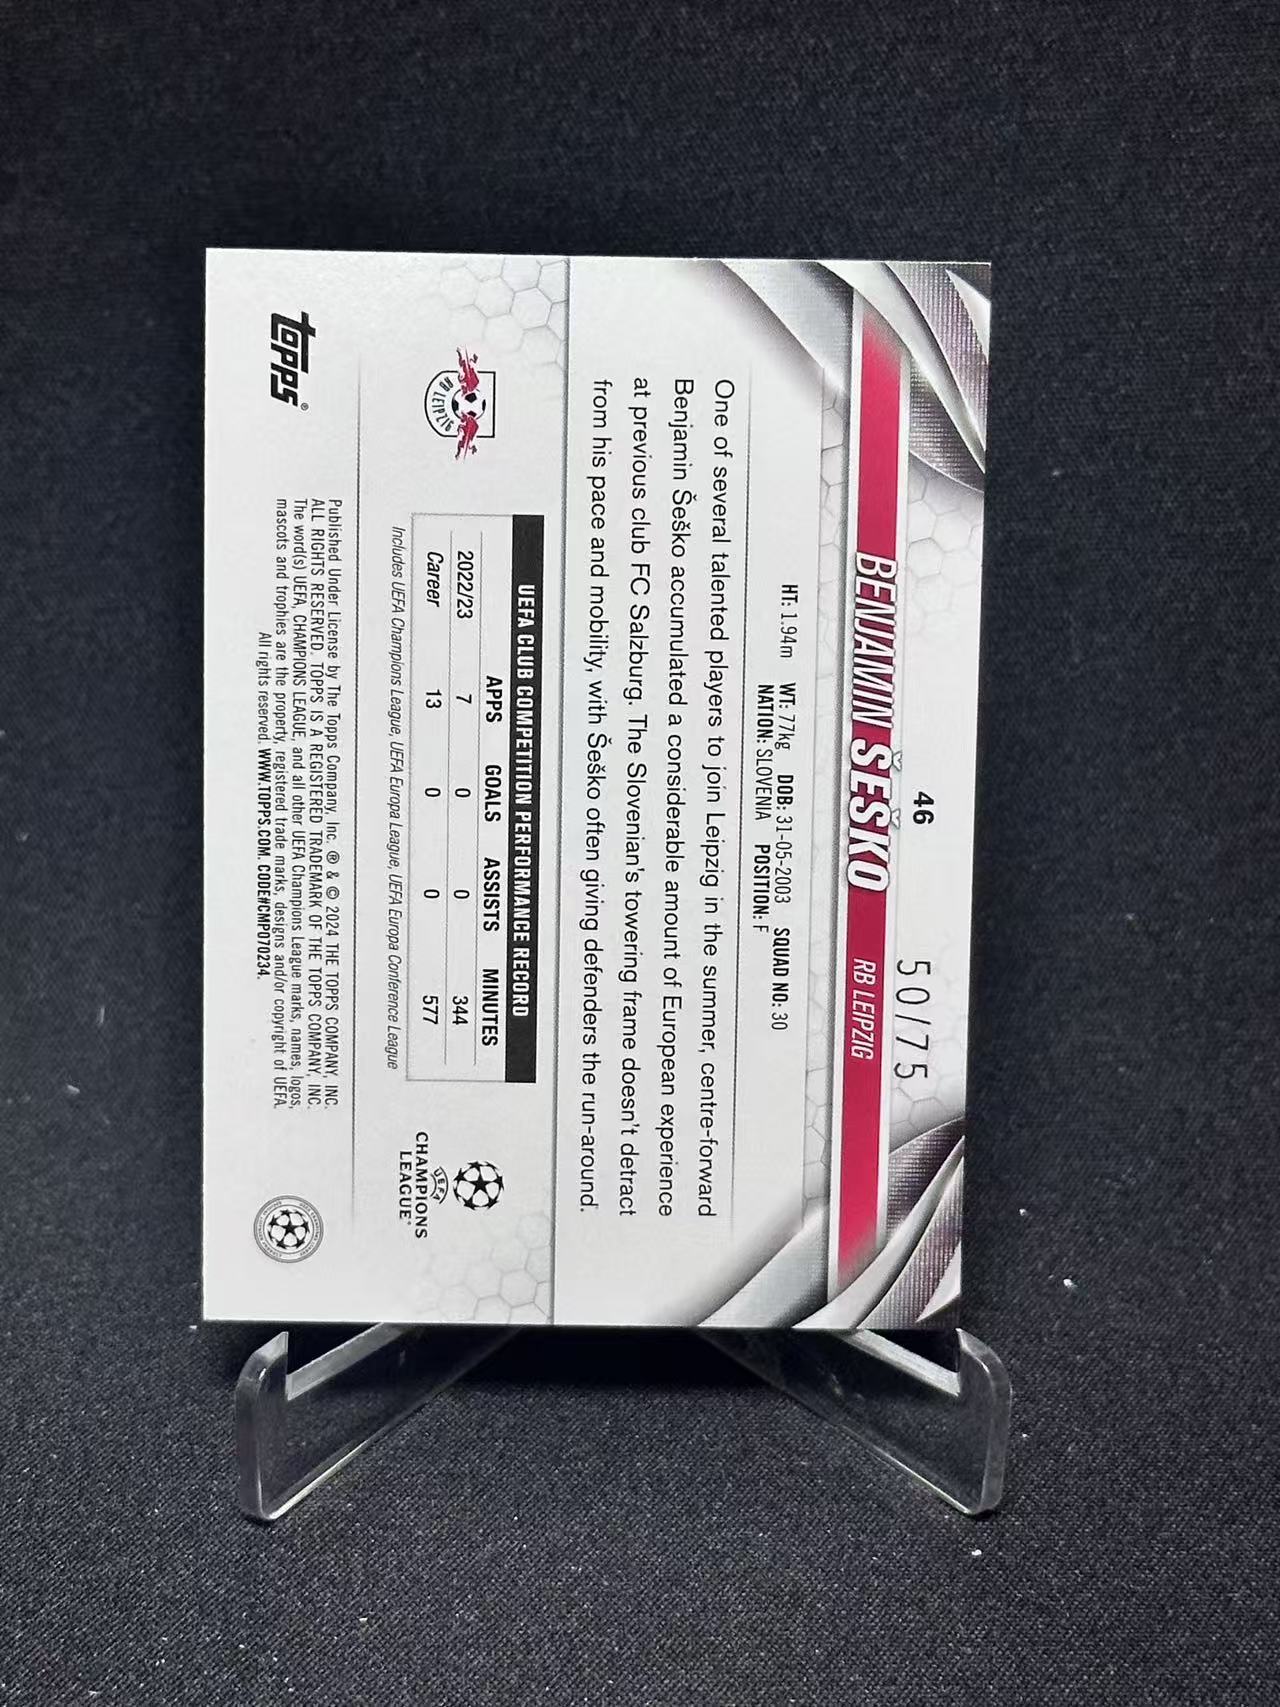 46
50/75
BENJAMIN ŠEŠKO
RB LEIPZIG
HT: 1.94m WT: 77kg DOB: 31-05-2003 SQUAD NO: 30
NATION: SLOVENIA POSITION: F
One of several talented players to join Leipzig in the summer, centre-forward
Benjamin Šeško accumulated a considerable amount of European experience
at previous club FC Salzburg. The Slovenian's towering frame doesn't detract
from his pace and mobility, with Šeško often giving defenders the run-around.
RB LEIPZIG
UEFA CLUB COMPETITION PERFORMANCE RECORD
APPS GOALS ASSISTS MINUTES
2022/23 7 0 0 344
Career 13 0 0 577
Includes UEFA Champions League, UEFA Europa League, UEFA Europa Conference League
UEFA
CHAMPIONS
LEAGUE®
topps®
Published Under License by The Topps Company, Inc. ® & © 2024 THE TOPPS COMPANY, INC.
ALL RIGHTS RESERVED. TOPPS IS A REGISTERED TRADEMARK OF THE TOPPS COMPANY, INC.
The word(s) UEFA, CHAMPIONS LEAGUE, and all other UEFA Champions League marks, names, logos,
mascots and trophies are the property, registered trade marks, designs and/or copyright of UEFA.
All rights reserved. WWW.TOPPS.COM. CODE#CMP070234.